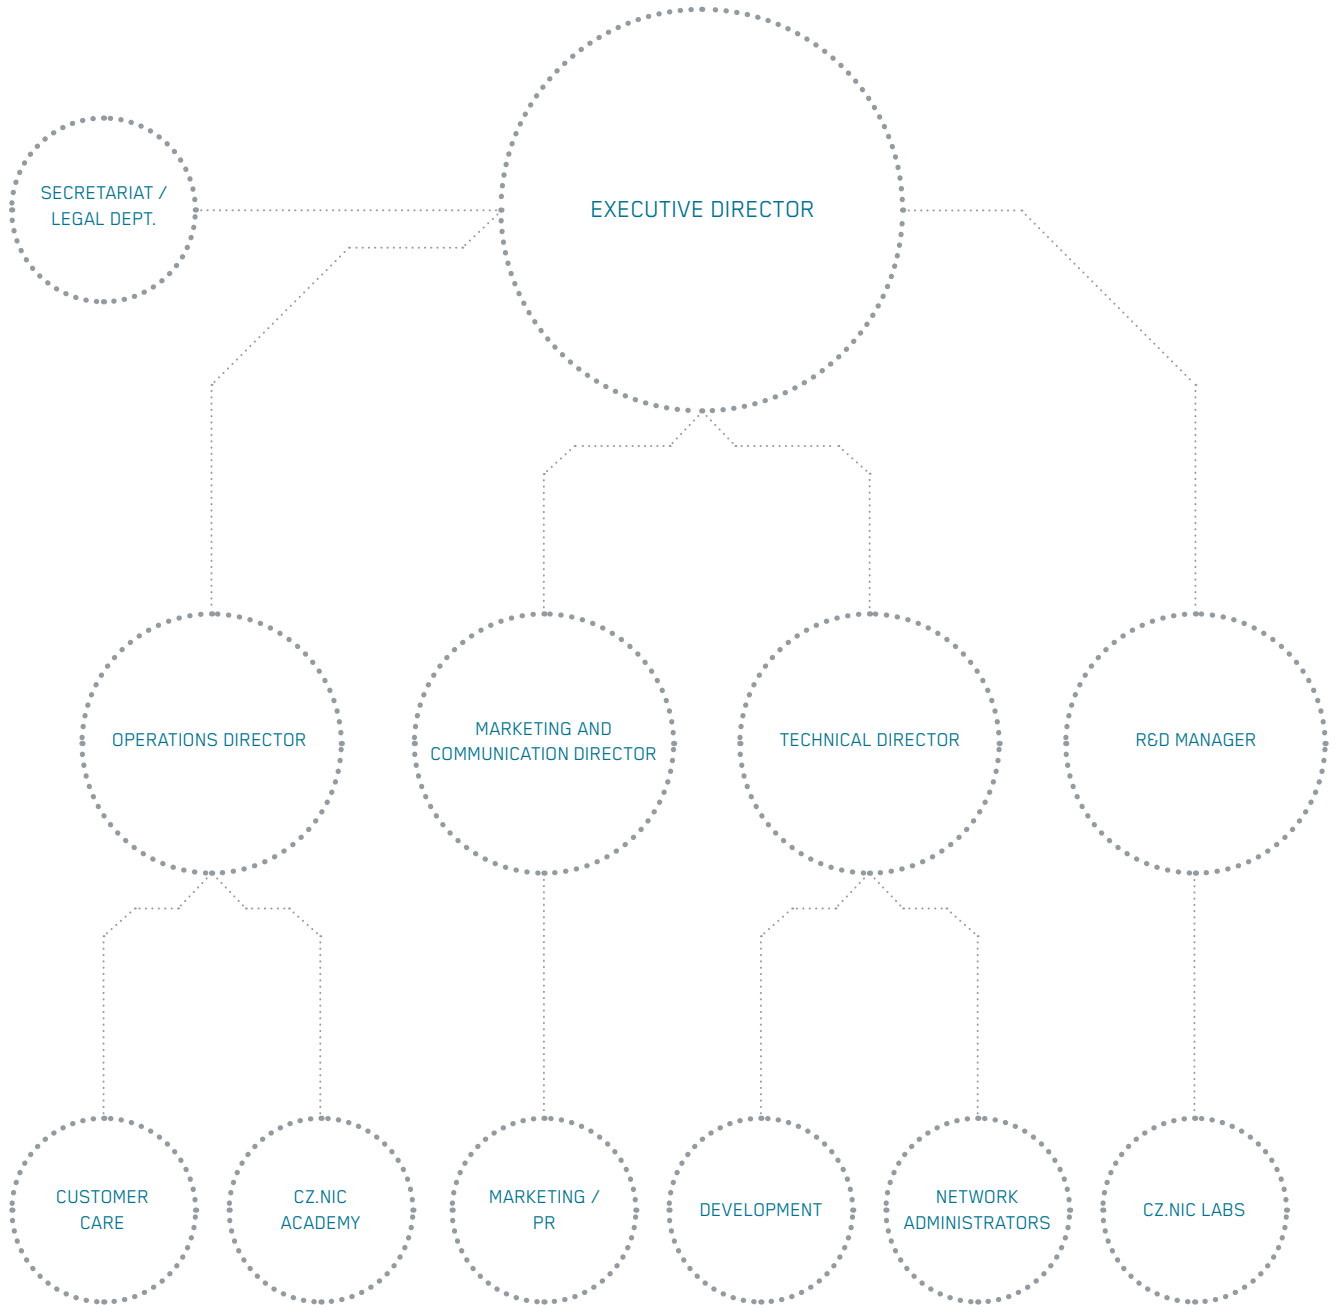 SECRETARIAT /
LEGAL DEPT.
EXECUTIVE DIRECTOR
OPERATIONS DIRECTOR
MARKETING AND
COMMUNICATION DIRECTOR
TECHNICAL DIRECTOR
R&D MANAGER
CUSTOMER
CARE
CZ.NIC
ACADEMY
MARKETING /
PR
DEVELOPMENT
NETWORK
ADMINISTRATORS
CZ.NIC LABS